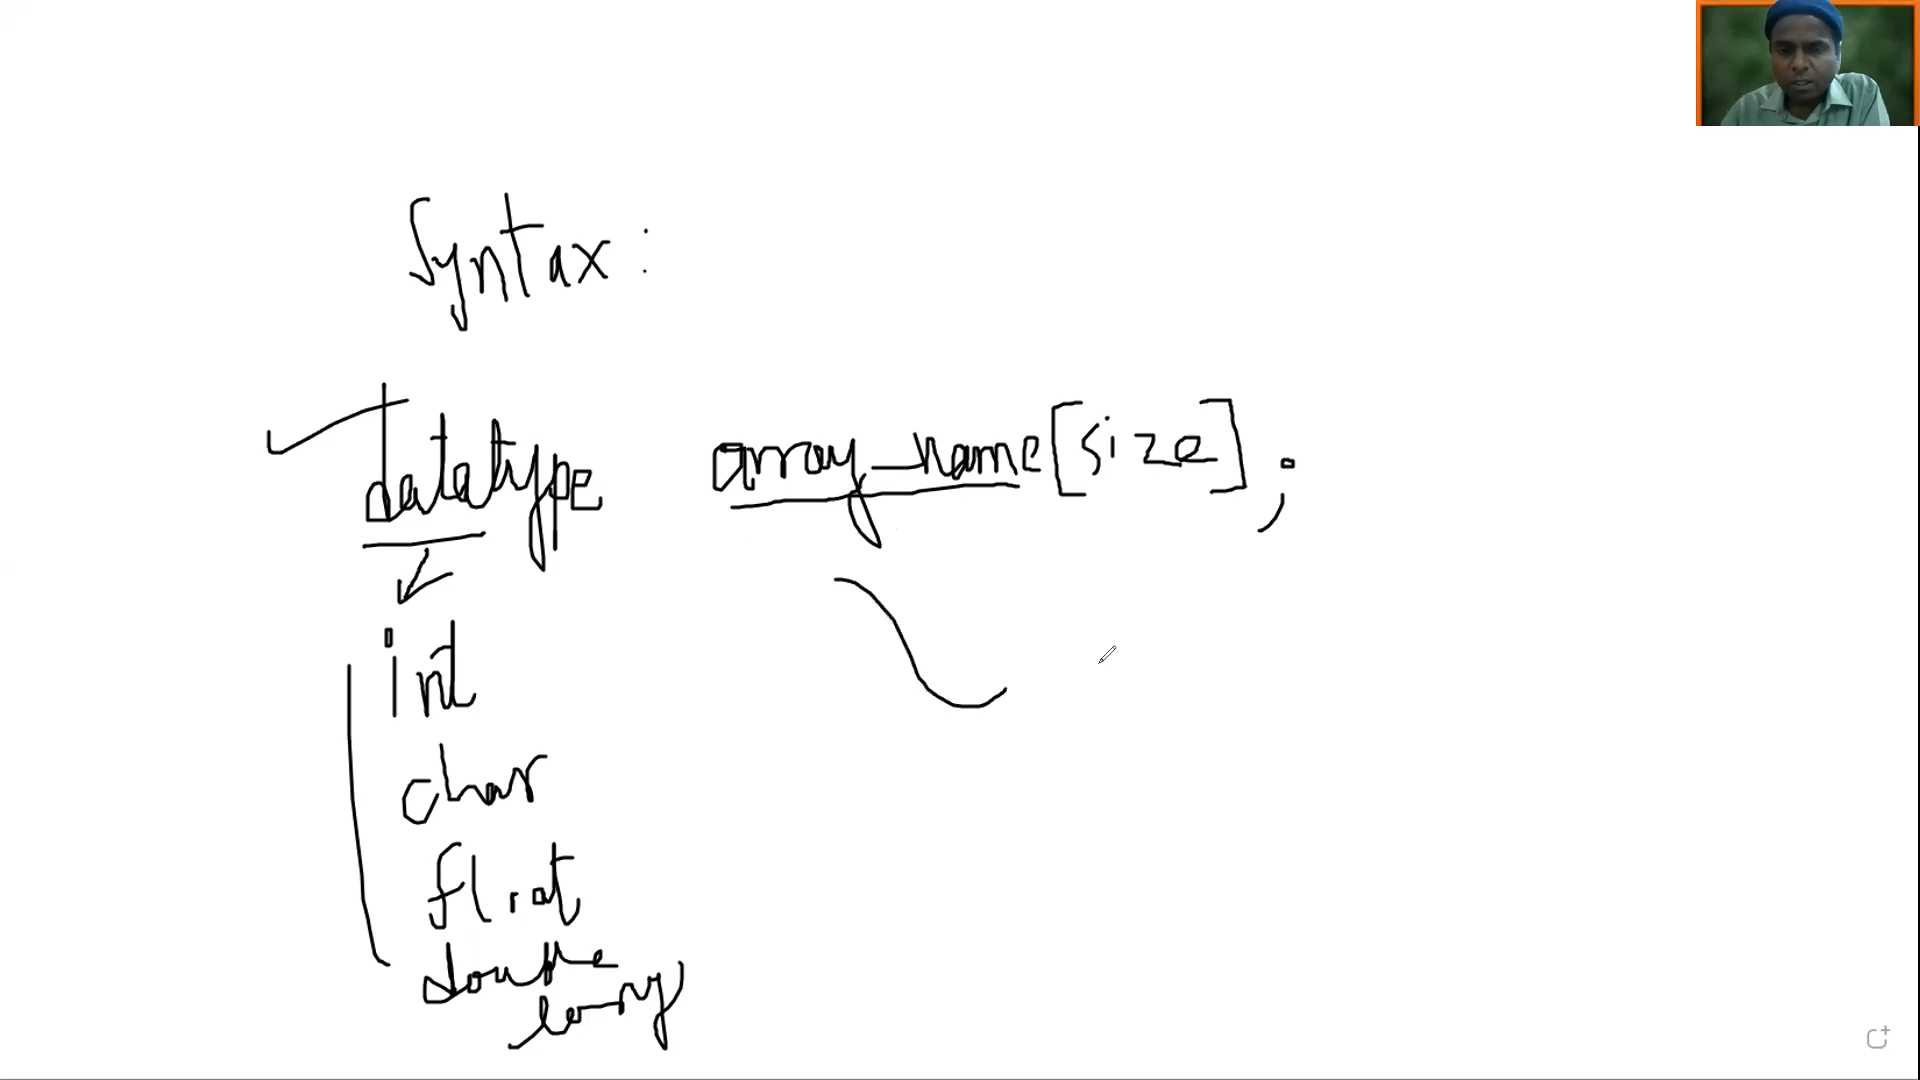 Syntax :
datatype array_name[size] ;
int
char
float
double
long